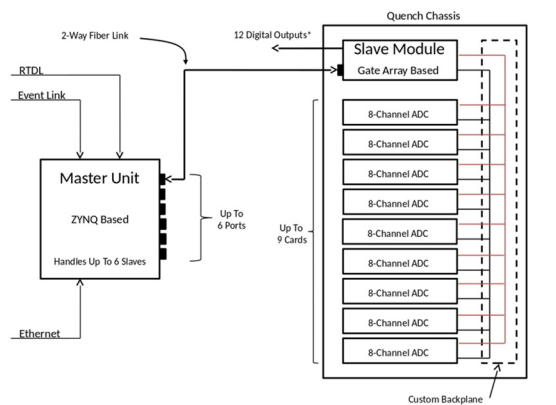 Quench Chassis
2-Way Fiber Link
12 Digital Outputs*
Slave Module
Gate Array Based
RTDL
Event Link
8-Channel ADC
8-Channel ADC
8-Channel ADC
8-Channel ADC
8-Channel ADC
8-Channel ADC
8-Channel ADC
8-Channel ADC
8-Channel ADC
Master Unit
ZYNQ Based
Handles Up To 6 Slaves
Up To
6 Ports
Up To
9 Cards
Ethernet
Custom Backplane